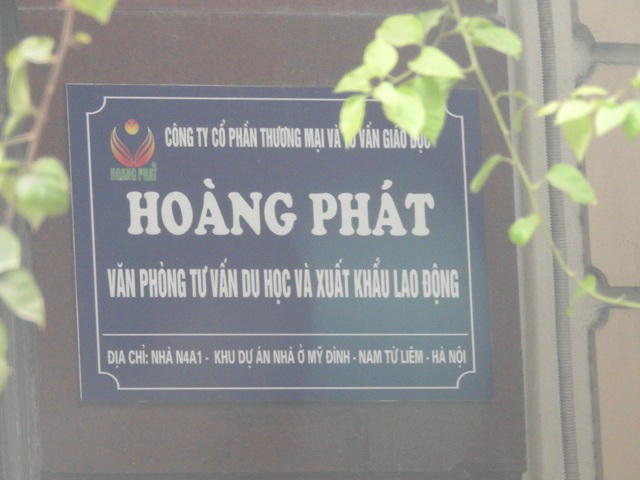 CÔNG TY CỔ PHẦN THƯƠNG MẠI VÀ TƯ VẤN GIÁO DỤC
HOÀNG PHÁT
HOÀNG PHÁT
VĂN PHÒNG TƯ VẤN DU HỌC VÀ XUẤT KHẨU LAO ĐỘNG
ĐỊA CHỈ: NHÀ N4A1 - KHU DỰ ÁN NHÀ Ở MỸ ĐÌNH - NAM TỪ LIÊM - HÀ NỘI